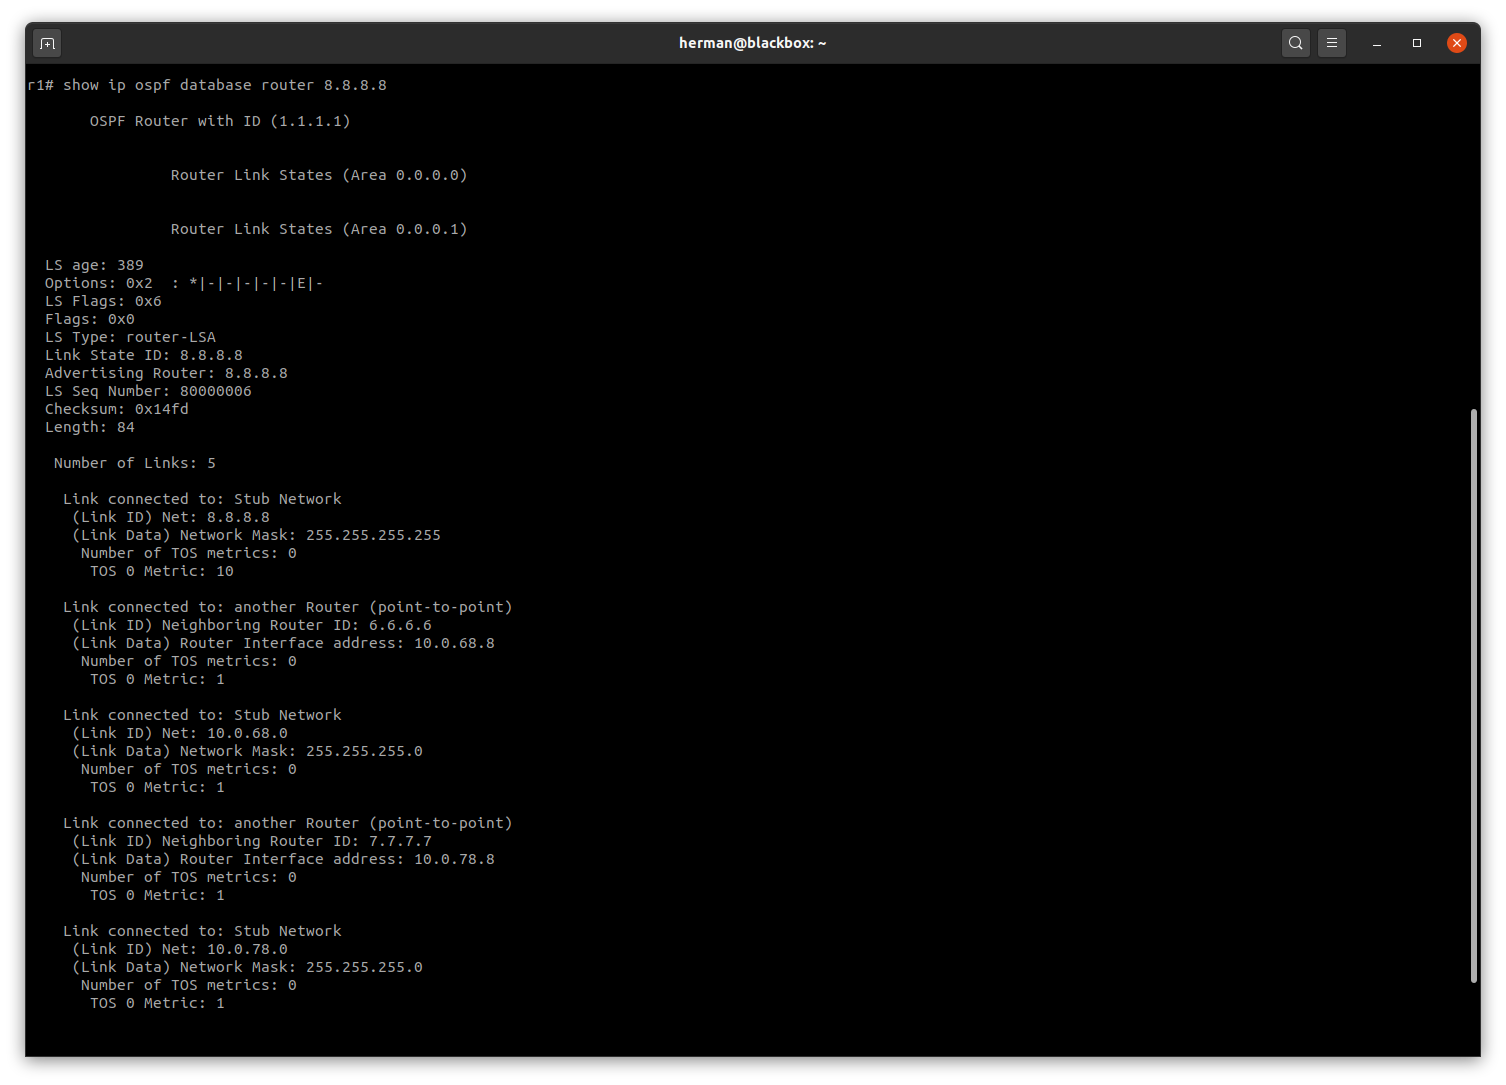 herman@blackbox: ~
r1# show ip ospf database router 8.8.8.8
OSPF Router with ID (1.1.1.1)
Router Link States (Area 0.0.0.0)
Router Link States (Area 0.0.0.1)
LS age: 389
Options: 0x2  : *|-|-|-|-|-|E|-
LS Flags: 0x6
Flags: 0x0
LS Type: router-LSA
Link State ID: 8.8.8.8
Advertising Router: 8.8.8.8
LS Seq Number: 80000006
Checksum: 0x14fd
Length: 84
Number of Links: 5
Link connected to: Stub Network
(Link ID) Net: 8.8.8.8
(Link Data) Network Mask: 255.255.255.255
Number of TOS metrics: 0
TOS 0 Metric: 10
Link connected to: another Router (point-to-point)
(Link ID) Neighboring Router ID: 6.6.6.6
(Link Data) Router Interface address: 10.0.68.8
Number of TOS metrics: 0
TOS 0 Metric: 1
Link connected to: Stub Network
(Link ID) Net: 10.0.68.0
(Link Data) Network Mask: 255.255.255.0
Number of TOS metrics: 0
TOS 0 Metric: 1
Link connected to: another Router (point-to-point)
(Link ID) Neighboring Router ID: 7.7.7.7
(Link Data) Router Interface address: 10.0.78.8
Number of TOS metrics: 0
TOS 0 Metric: 1
Link connected to: Stub Network
(Link ID) Net: 10.0.78.0
(Link Data) Network Mask: 255.255.255.0
Number of TOS metrics: 0
TOS 0 Metric: 1